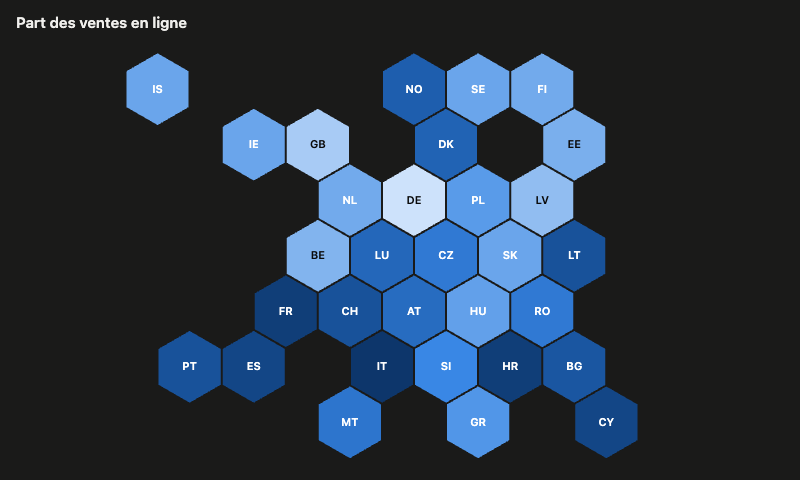 Part des ventes en ligne
IS NO SE FI
IE GB DK EE
NL DE PL LV
BE LU CZ SK LT
FR CH AT HU RO
PT ES IT SI HR BG
MT GR CY